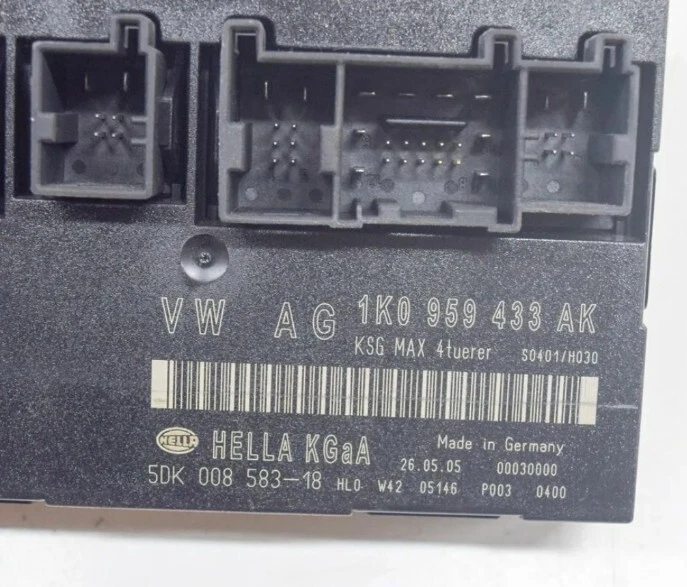 VW AG 1K0 959 433 AK
KSG MAX 4tuerer S0401/H030
HELLA HELLA KGaA Made in Germany
26.05.05 00030000
5DK 008 583-18 HL0 W42 05146 P003 0400